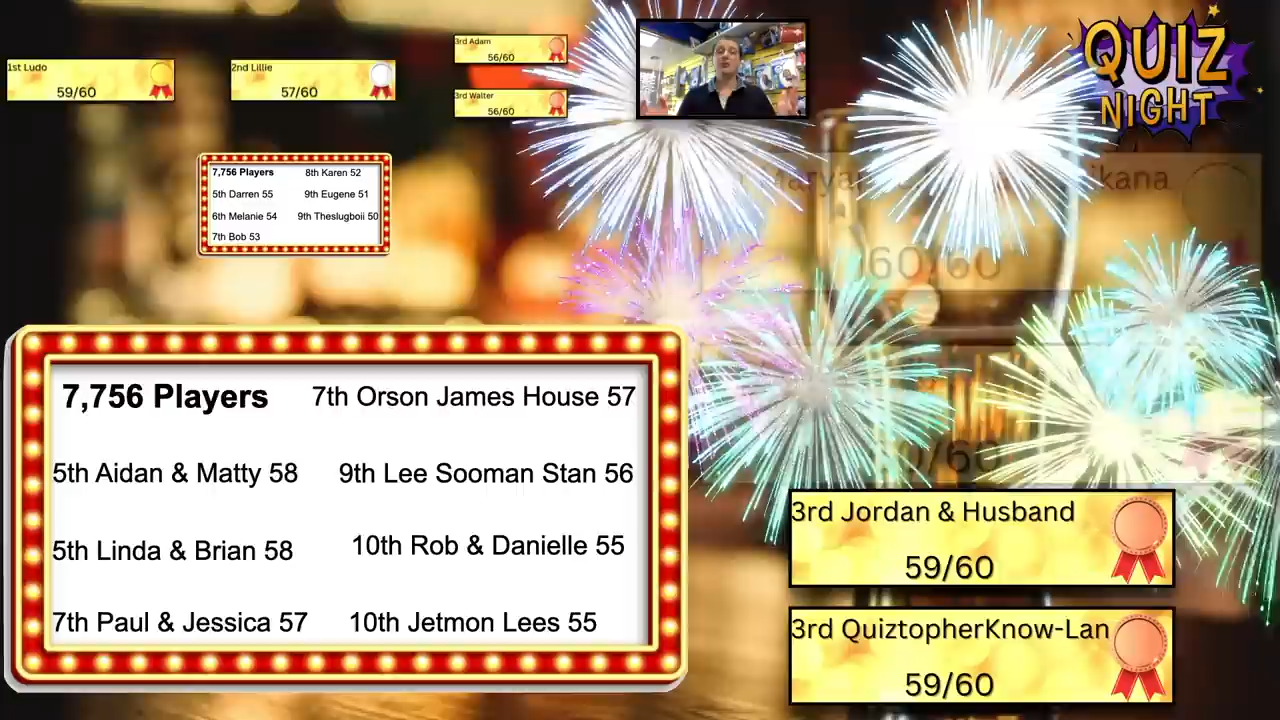 1st Ludo
59/60
2nd Lillie
57/60
3rd Adam
56/60
3rd Walter
56/60
QUIZ
NIGHT
7,756 Players
8th Karen 52
5th Darren 55
9th Eugene 51
6th Melanie 54
9th Theslugboii 50
7th Bob 53
60/60
7,756 Players
7th Orson James House 57
5th Aidan & Matty 58
9th Lee Sooman Stan 56
5th Linda & Brian 58
10th Rob & Danielle 55
7th Paul & Jessica 57
10th Jetmon Lees 55
3rd Jordan & Husband
59/60
3rd QuiztopherKnow-Lan
59/60